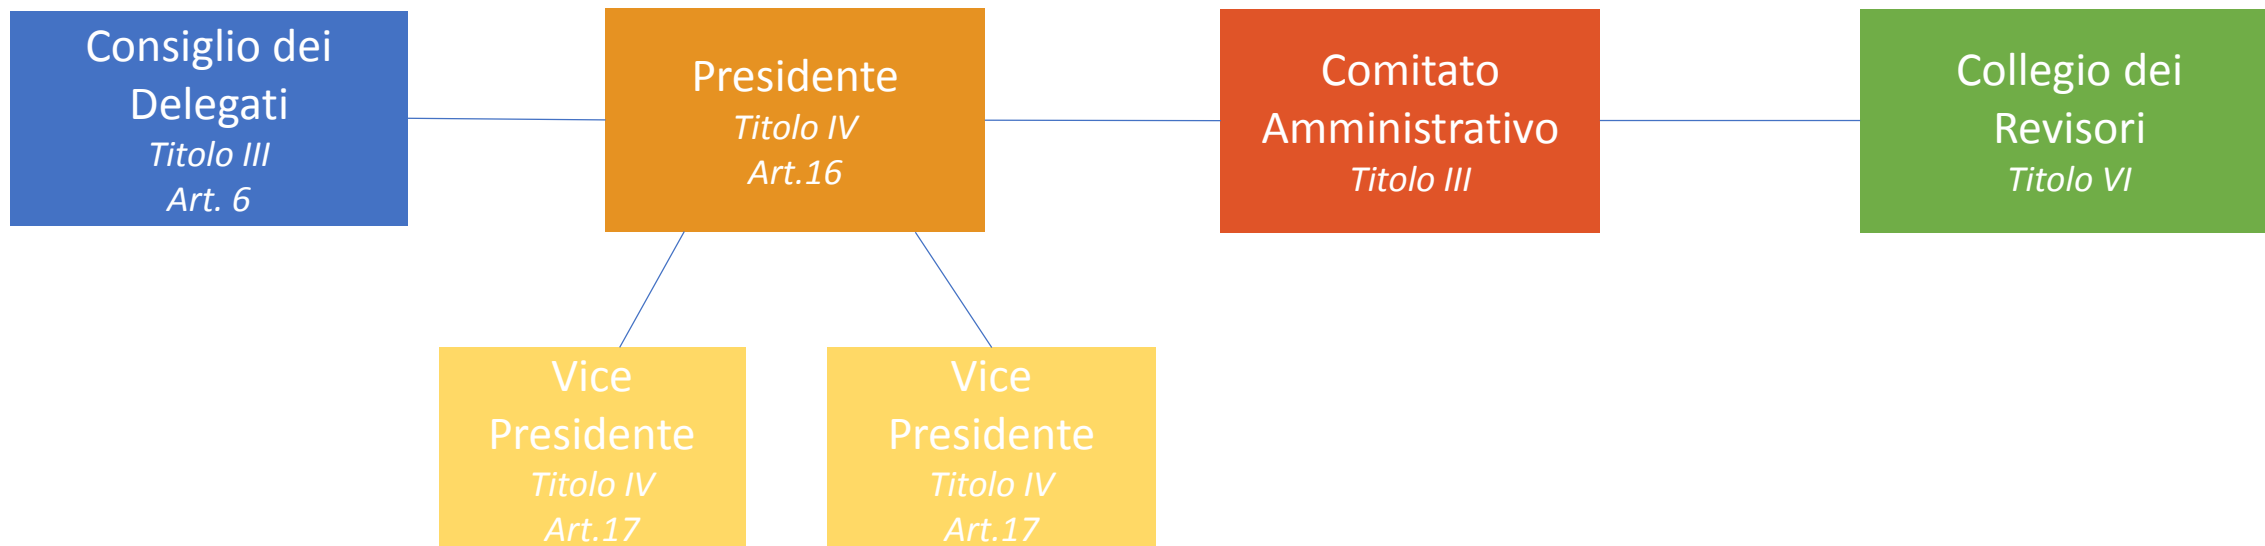 Consiglio dei
Delegati
Titolo III
Art. 6
Presidente
Titolo IV
Art.16
Comitato
Amministrativo
Titolo III
Collegio dei
Revisori
Titolo VI
Vice
Presidente
Titolo IV
Art.17
Vice
Presidente
Titolo IV
Art.17